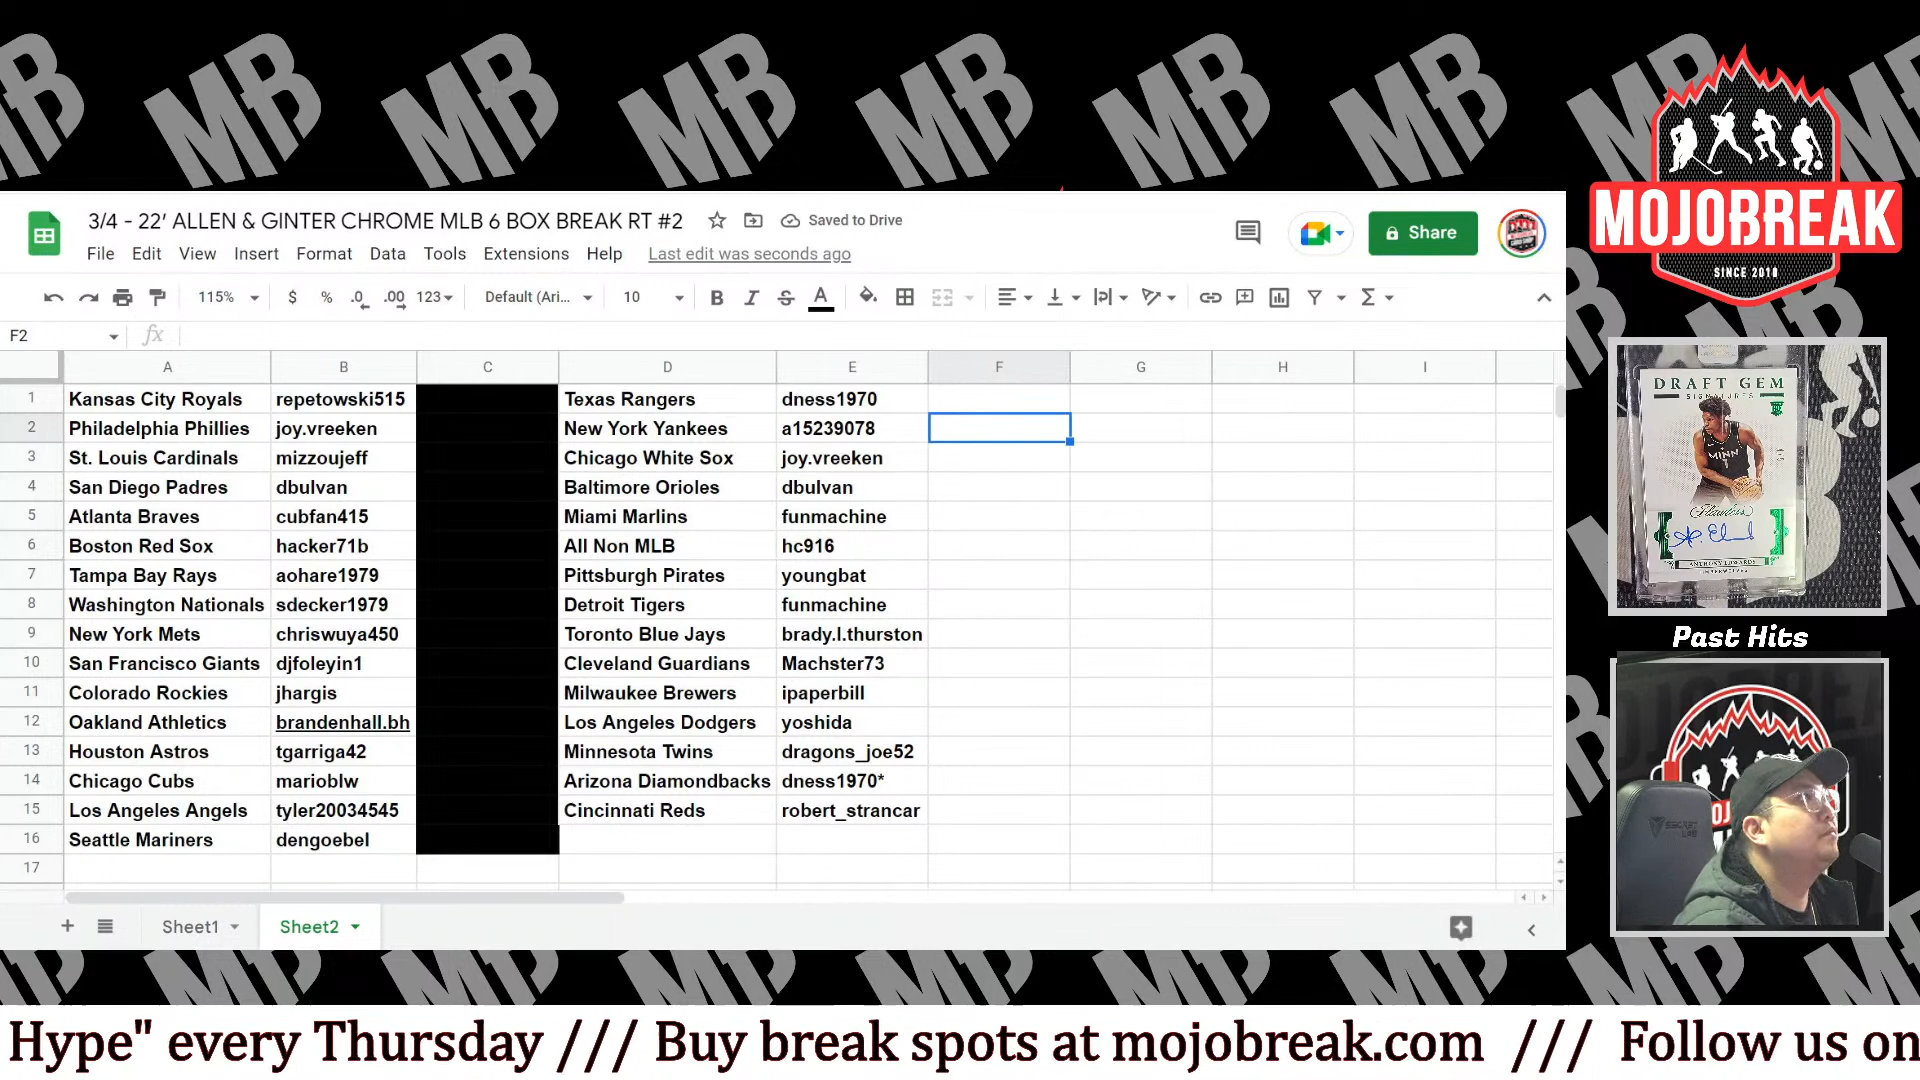 3/4 - 22′ ALLEN & GINTER CHROME MLB 6 BOX BREAK RT #2
Saved to Drive
Share
File Edit View Insert Format Data Tools Extensions Help Last edit was seconds ago
115% $ % .0 .00 123 Default (Ari... 10 B I S A Σ
F2 fx
A B C D E F G H I
1 Kansas City Royals repetowski515 Texas Rangers dness1970
2 Philadelphia Phillies joy.vreeken New York Yankees a15239078
3 St. Louis Cardinals mizzoujeff Chicago White Sox joy.vreeken
4 San Diego Padres dbulvan Baltimore Orioles dbulvan
5 Atlanta Braves cubfan415 Miami Marlins funmachine
6 Boston Red Sox hacker71b All Non MLB hc916
7 Tampa Bay Rays aohare1979 Pittsburgh Pirates youngbat
8 Washington Nationals sdecker1979 Detroit Tigers funmachine
9 New York Mets chriswuya450 Toronto Blue Jays brady.l.thurston
10 San Francisco Giants djfoleyin1 Cleveland Guardians Machster73
11 Colorado Rockies jhargis Milwaukee Brewers ipaperbill
12 Oakland Athletics brandenhall.bh Los Angeles Dodgers yoshida
13 Houston Astros tgarriga42 Minnesota Twins dragons_joe52
14 Chicago Cubs marioblw Arizona Diamondbacks dness1970*
15 Los Angeles Angels tyler20034545 Cincinnati Reds robert_strancar
16 Seattle Mariners dengoebel
17
Sheet1 Sheet2
MOJOBREAK
SINCE 2018
DRAFT GEM
SIGNATURES
MINN
1
Flawless
ANTHONY EDWARDS
Past Hits
MOJOBREAK
Hype" every Thursday /// Buy break spots at mojobreak.com /// Follow us on